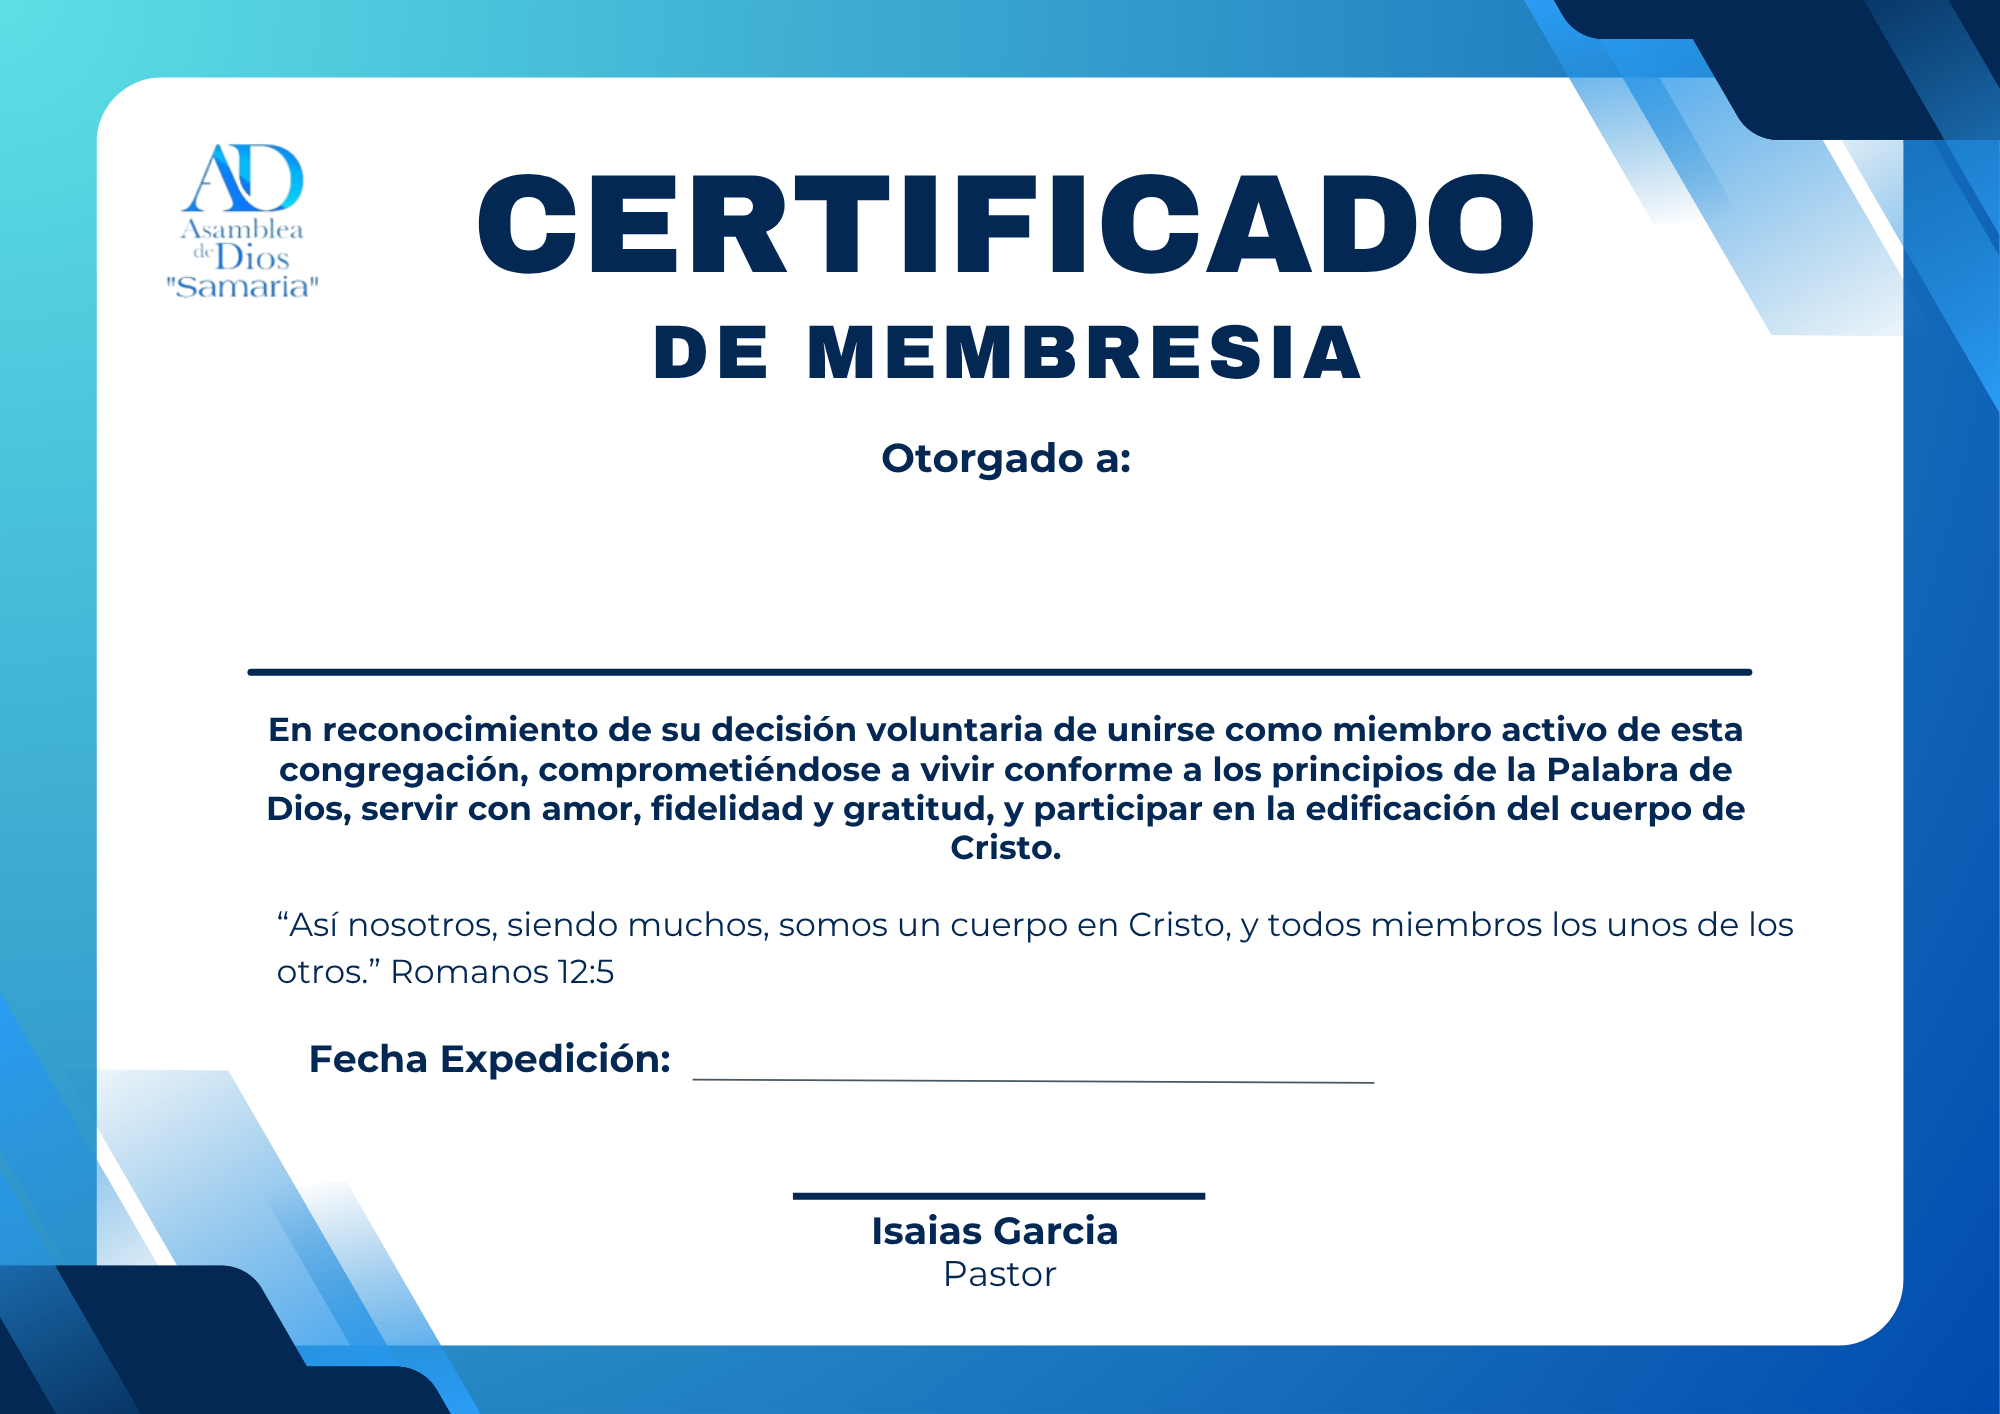 AD
Asamblea
de Dios
"Samaria"
CERTIFICADO
DE MEMBRESIA
Otorgado a:
En reconocimiento de su decisión voluntaria de unirse como miembro activo de esta
congregación, comprometiéndose a vivir conforme a los principios de la Palabra de
Dios, servir con amor, fidelidad y gratitud, y participar en la edificación del cuerpo de
Cristo.
“Así nosotros, siendo muchos, somos un cuerpo en Cristo, y todos miembros los unos de los
otros.” Romanos 12:5
Fecha Expedición:
Isaias Garcia
Pastor